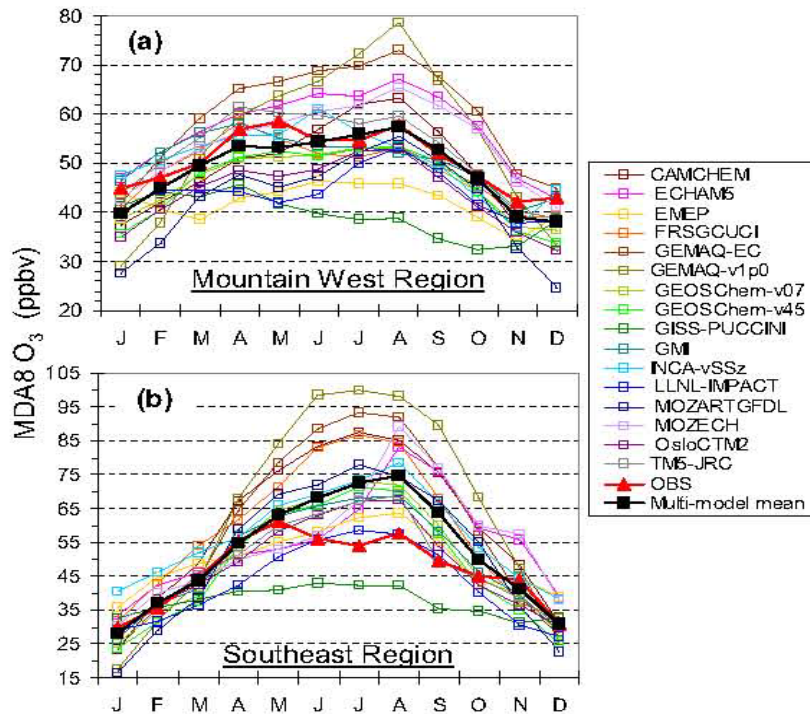 MDA8 O3 (ppbv)
(a)
80
70
60
50
40
30
20
Mountain West Region
J F M A M J J A S O N D
(b)
105
95
85
75
65
55
45
35
25
15
Southeast Region
J F M A M J J A S O N D
CAMCHEM
ECHAM5
EMEP
FRSGCUCI
GEMAQ-EC
GEMAQ-v1p0
GEOSChem-v07
GEOSChem-v45
GISS-PUCCINI
GMI
INCA-vSSz
LLNL-IMPACT
MOZARTGFDL
MOZECH
OsloCTM2
TM5-JRC
OBS
Multi-model mean